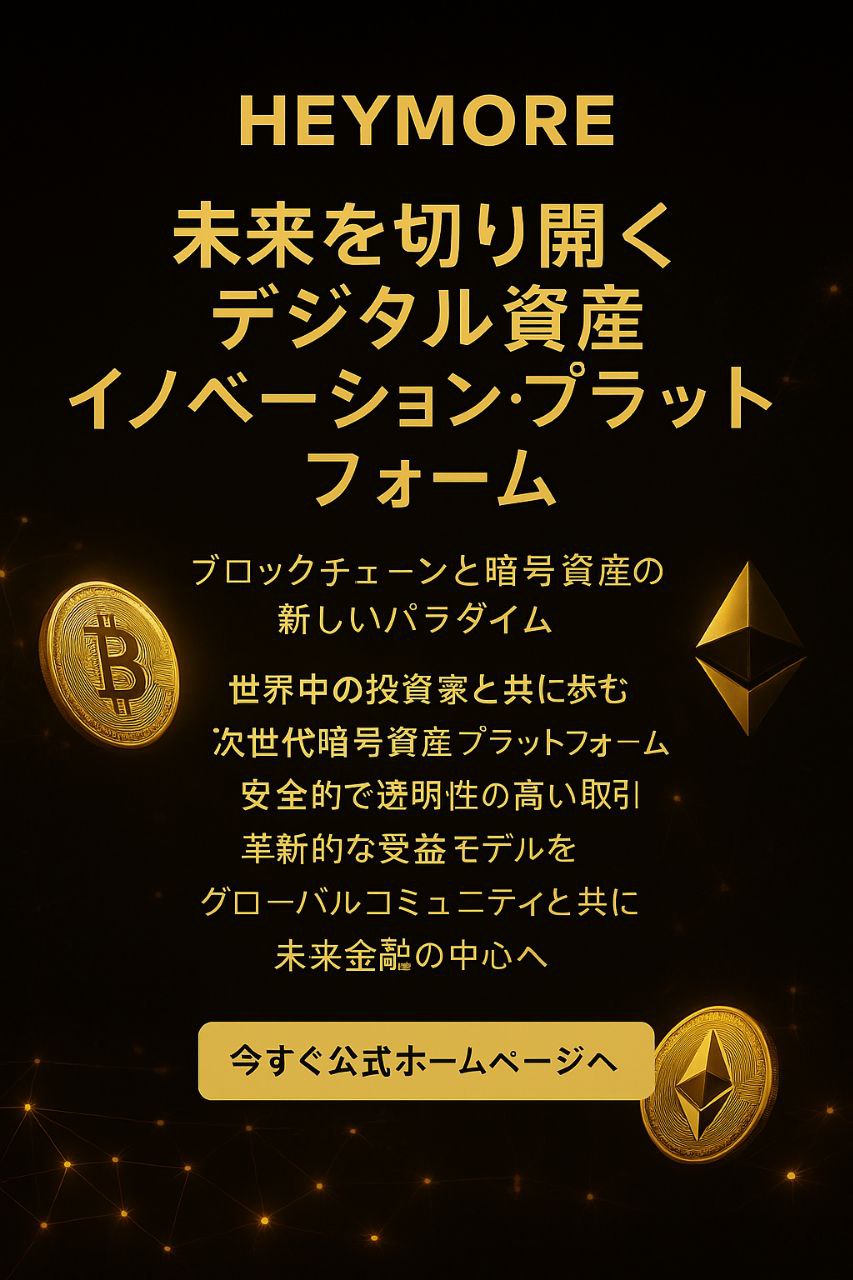 HEYMORE
未来を切り開く
デジタル資産
イノベーション·プラット
フォーム
ブロックチェーンと暗号資産の
新しいパラダイム
世界中の投資家と共に歩む
次世代暗号資産プラットフォーム
安全的で透明性の高い取引
革新的な受益モデルを
グローバルコミュニティと共に
未来金融の中心へ
今すぐ公式ホームページへ